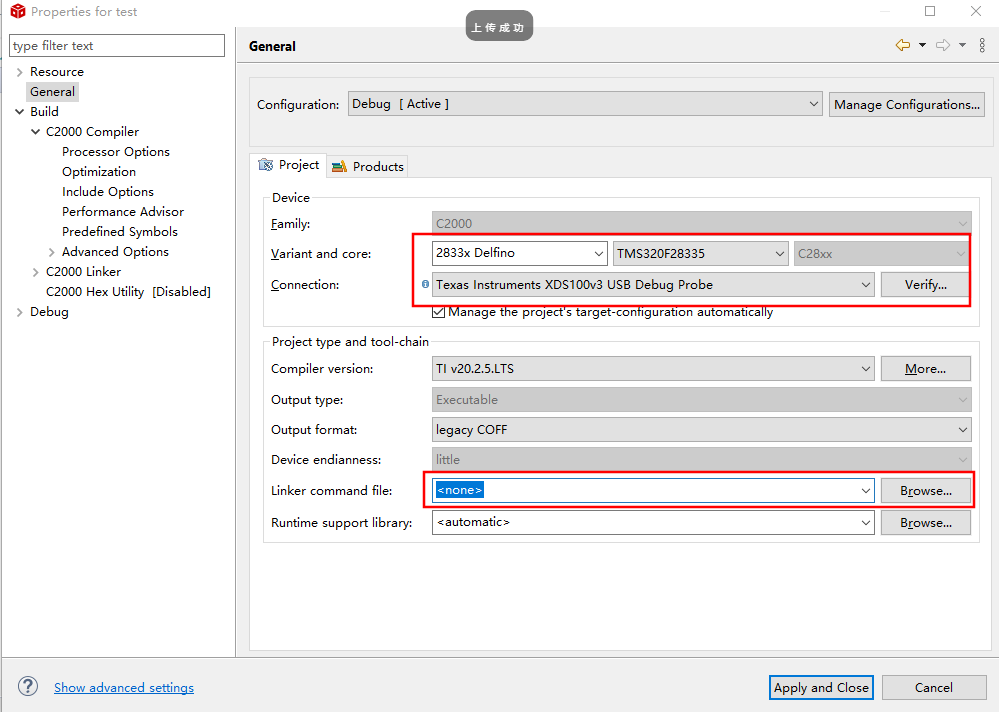 Properties for test
上传成功
type filter text
General
Resource
General
Build
C2000 Compiler
Processor Options
Optimization
Include Options
Performance Advisor
Predefined Symbols
Advanced Options
C2000 Linker
C2000 Hex Utility [Disabled]
Debug
Configuration: Debug [ Active ] Manage Configurations...
Project Products
Device
Family: C2000
Variant and core: 2833x Delfino TMS320F28335 C28xx
Connection: Texas Instruments XDS100v3 USB Debug Probe Verify...
Manage the project's target-configuration automatically
Project type and tool-chain
Compiler version: TI v20.2.5.LTS More...
Output type: Executable
Output format: legacy COFF
Device endianness: little
Linker command file: <none> Browse...
Runtime support library: <automatic> Browse...
Show advanced settings
Apply and Close Cancel